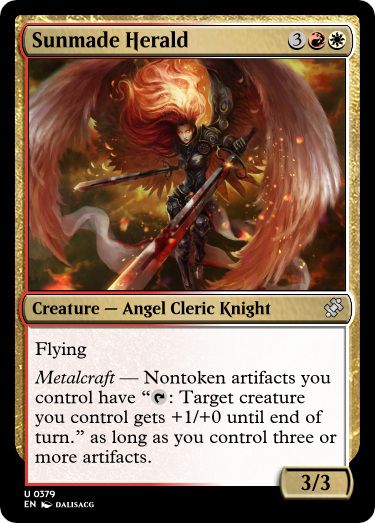 Sunmade Herald 3
Creature — Angel Cleric Knight
Flying
Metalcraft — Nontoken artifacts you
control have “: Target creature
you control gets +1/+0 until end of
turn.” as long as you control three or
more artifacts.
3/3
U 0379
EN DALISACG